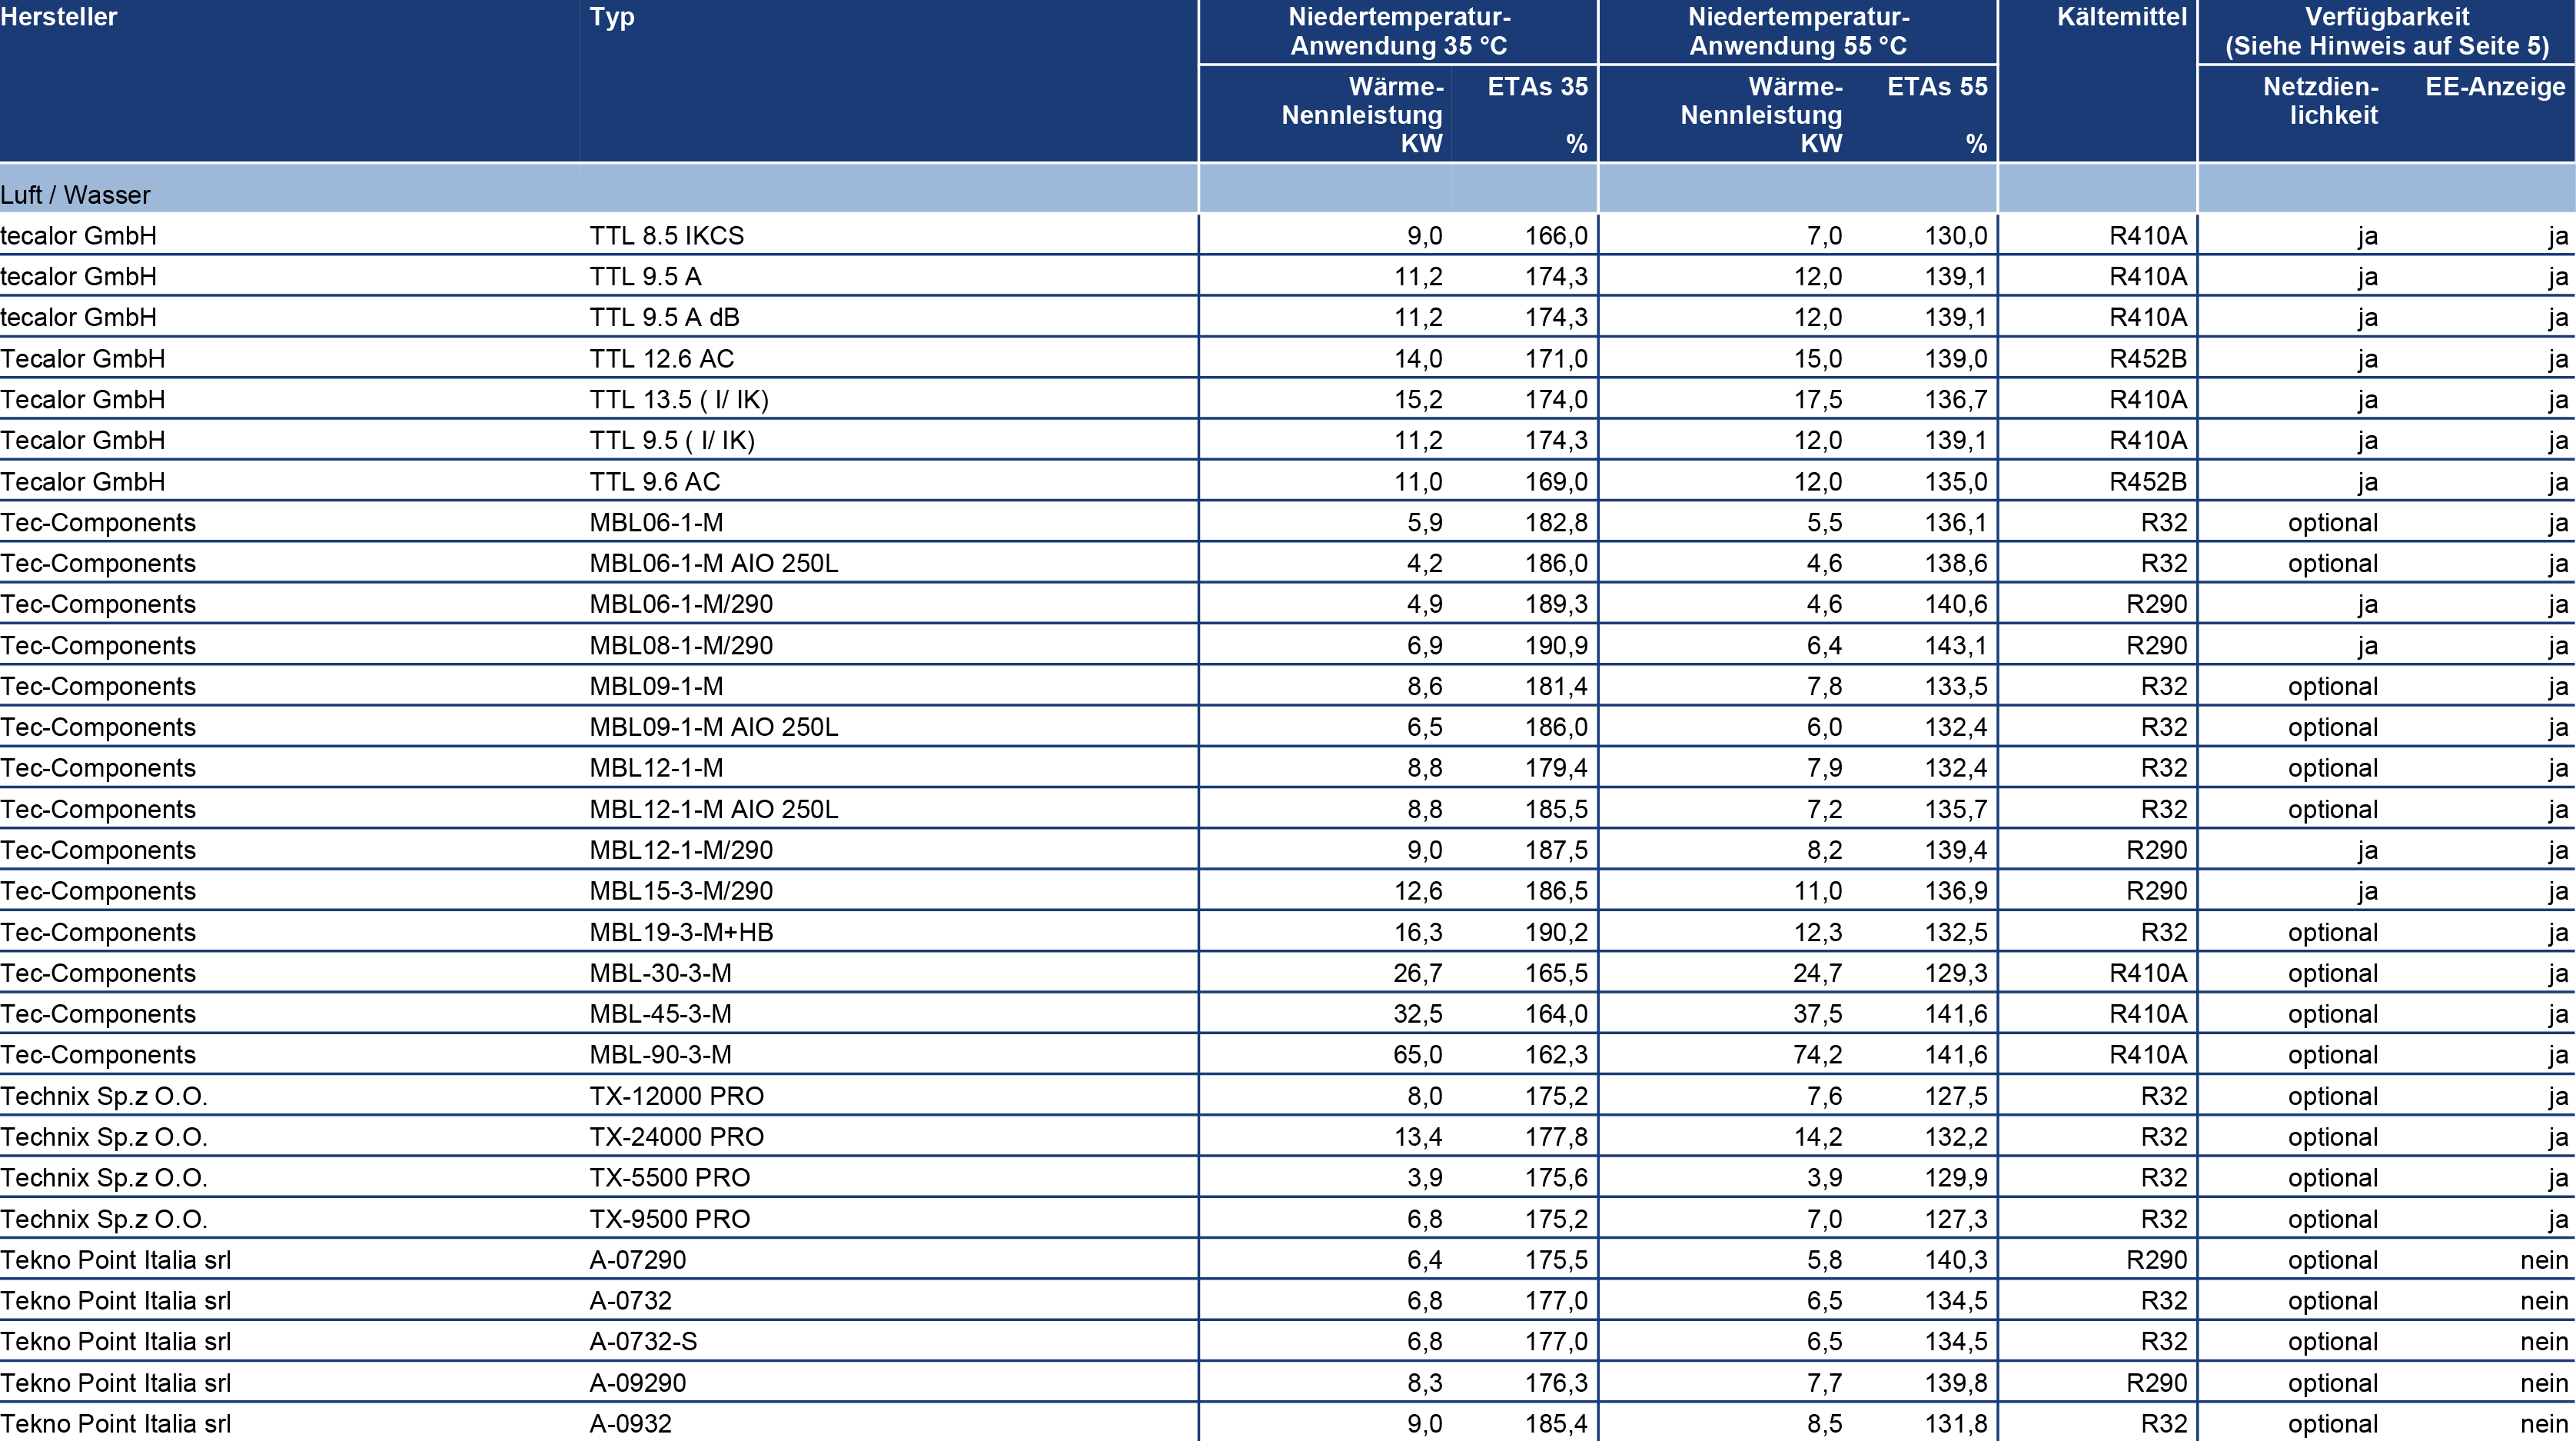 Hersteller Typ Niedertemperatur- Niedertemperatur- Kältemittel Verfügbarkeit
Anwendung 35 °C Anwendung 55 °C (Siehe Hinweis auf Seite 5)
Wärme- ETAs 35 Wärme- ETAs 55 Netzdien- EE-Anzeige
Nennleistung Nennleistung lichkeit
KW % KW %
Luft / Wasser
tecalor GmbH TTL 8.5 IKCS 9,0 166,0 7,0 130,0 R410A ja ja
tecalor GmbH TTL 9.5 A 11,2 174,3 12,0 139,1 R410A ja ja
tecalor GmbH TTL 9.5 A dB 11,2 174,3 12,0 139,1 R410A ja ja
Tecalor GmbH TTL 12.6 AC 14,0 171,0 15,0 139,0 R452B ja ja
Tecalor GmbH TTL 13.5 ( I/ IK) 15,2 174,0 17,5 136,7 R410A ja ja
Tecalor GmbH TTL 9.5 ( I/ IK) 11,2 174,3 12,0 139,1 R410A ja ja
Tecalor GmbH TTL 9.6 AC 11,0 169,0 12,0 135,0 R452B ja ja
Tec-Components MBL06-1-M 5,9 182,8 5,5 136,1 R32 optional ja
Tec-Components MBL06-1-M AIO 250L 4,2 186,0 4,6 138,6 R32 optional ja
Tec-Components MBL06-1-M/290 4,9 189,3 4,6 140,6 R290 ja ja
Tec-Components MBL08-1-M/290 6,9 190,9 6,4 143,1 R290 ja ja
Tec-Components MBL09-1-M 8,6 181,4 7,8 133,5 R32 optional ja
Tec-Components MBL09-1-M AIO 250L 6,5 186,0 6,0 132,4 R32 optional ja
Tec-Components MBL12-1-M 8,8 179,4 7,9 132,4 R32 optional ja
Tec-Components MBL12-1-M AIO 250L 8,8 185,5 7,2 135,7 R32 optional ja
Tec-Components MBL12-1-M/290 9,0 187,5 8,2 139,4 R290 ja ja
Tec-Components MBL15-3-M/290 12,6 186,5 11,0 136,9 R290 ja ja
Tec-Components MBL19-3-M+HB 16,3 190,2 12,3 132,5 R32 optional ja
Tec-Components MBL-30-3-M 26,7 165,5 24,7 129,3 R410A optional ja
Tec-Components MBL-45-3-M 32,5 164,0 37,5 141,6 R410A optional ja
Tec-Components MBL-90-3-M 65,0 162,3 74,2 141,6 R410A optional ja
Technix Sp.z O.O. TX-12000 PRO 8,0 175,2 7,6 127,5 R32 optional ja
Technix Sp.z O.O. TX-24000 PRO 13,4 177,8 14,2 132,2 R32 optional ja
Technix Sp.z O.O. TX-5500 PRO 3,9 175,6 3,9 129,9 R32 optional ja
Technix Sp.z O.O. TX-9500 PRO 6,8 175,2 7,0 127,3 R32 optional ja
Tekno Point Italia srl A-07290 6,4 175,5 5,8 140,3 R290 optional nein
Tekno Point Italia srl A-0732 6,8 177,0 6,5 134,5 R32 optional nein
Tekno Point Italia srl A-0732-S 6,8 177,0 6,5 134,5 R32 optional nein
Tekno Point Italia srl A-09290 8,3 176,3 7,7 139,8 R290 optional nein
Tekno Point Italia srl A-0932 9,0 185,4 8,5 131,8 R32 optional nein